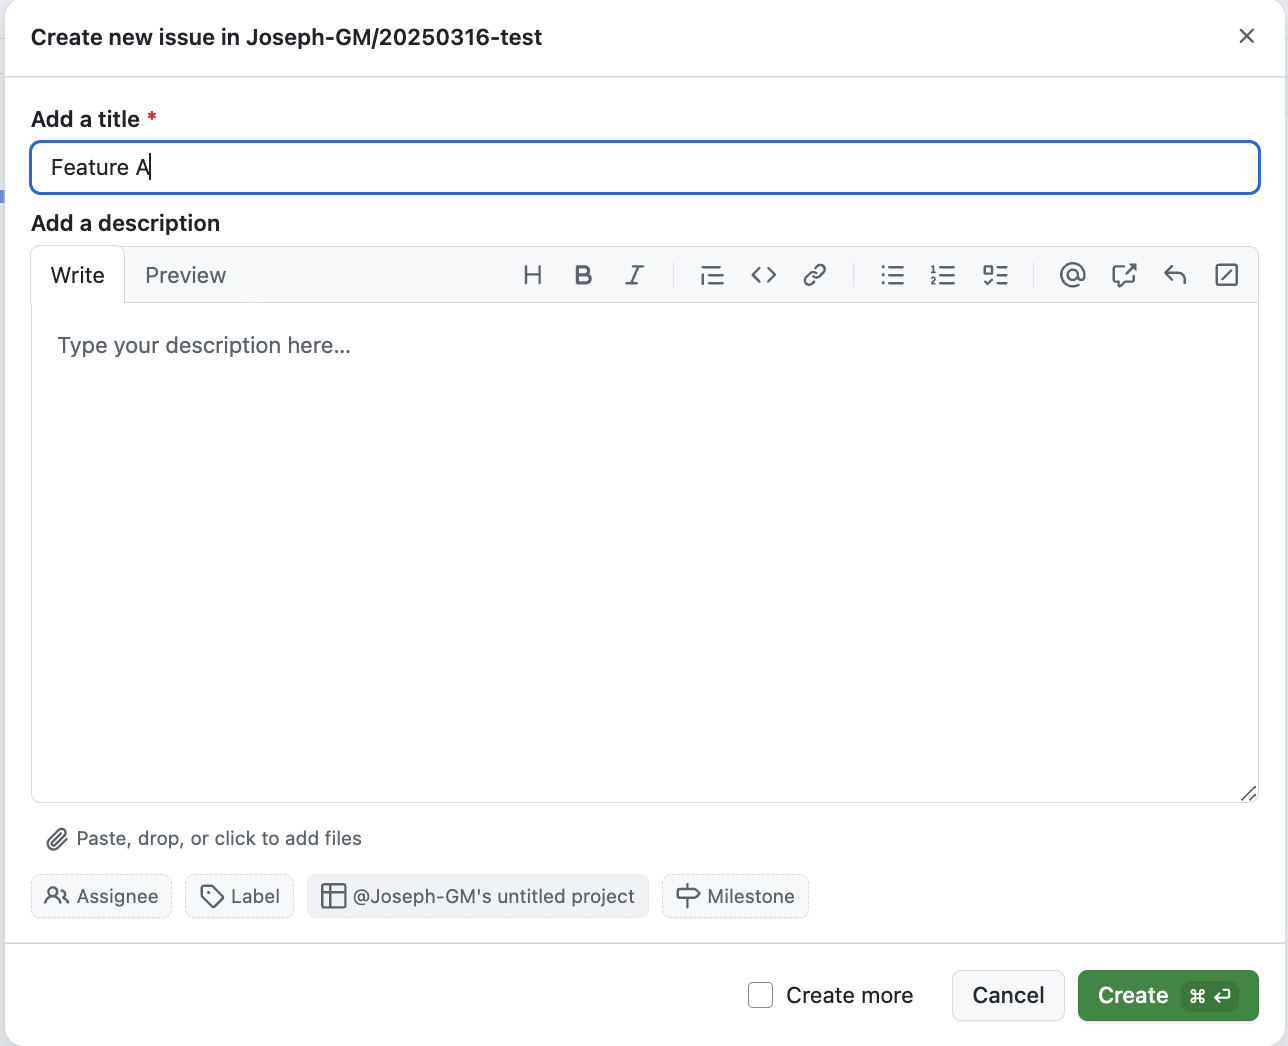 Create new issue in Joseph-GM/20250316-test
Add a title *
Feature A
Add a description
Write Preview
Type your description here...
Paste, drop, or click to add files
Assignee Label @Joseph-GM's untitled project Milestone
Create more Cancel Create ⌘ ↵